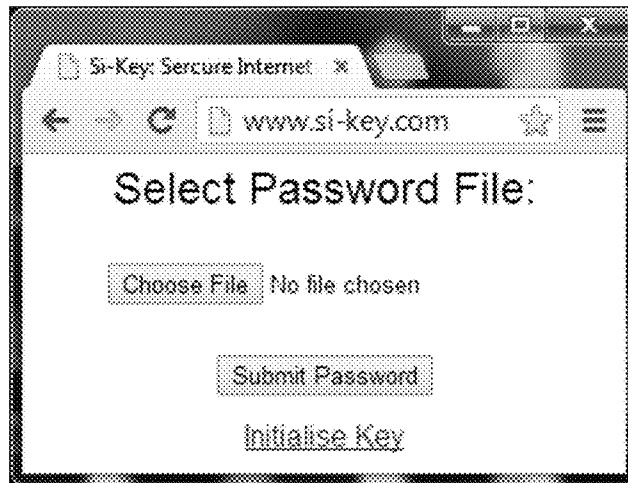 Si-Key: Sercure Internet
www.si-key.com
Select Password File:
Choose File No file chosen
Submit Password
Initialise Key